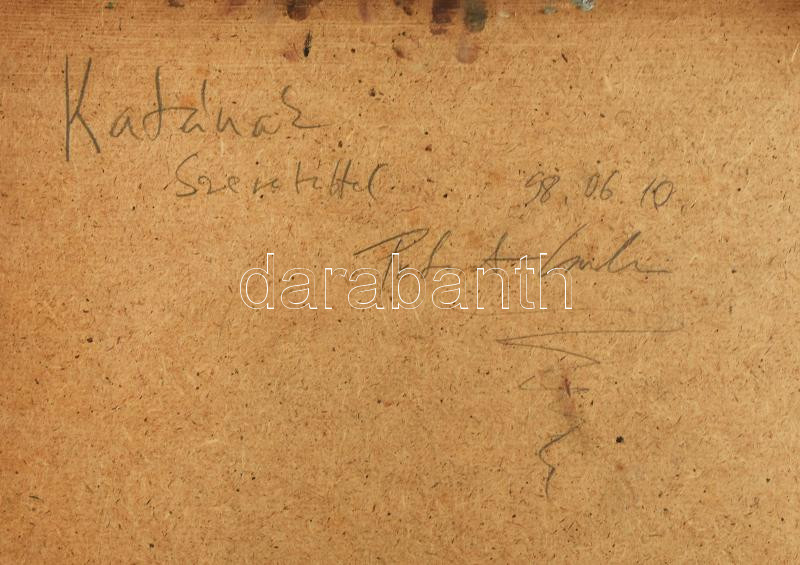 Katának
Szeretettel 98.06.10.
darabanth